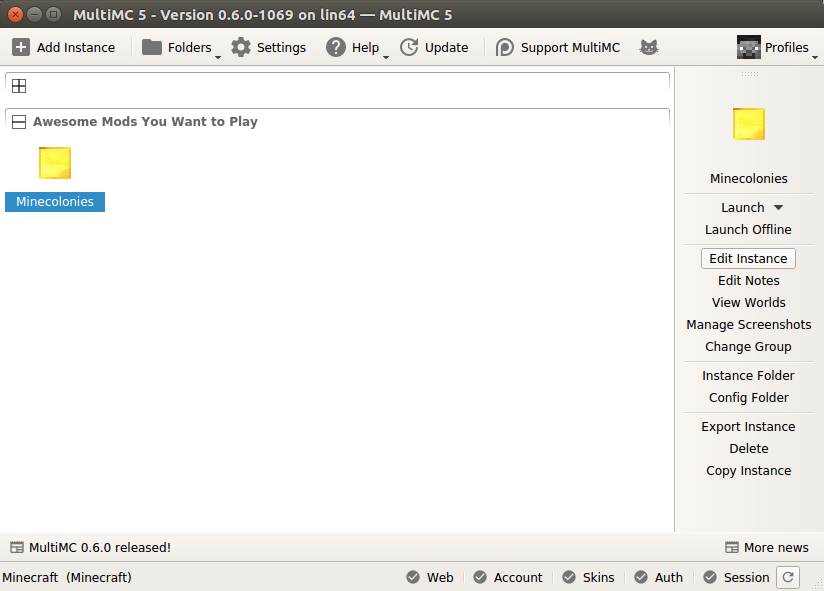 MultiMC 5 - Version 0.6.0-1069 on lin64 — MultiMC 5
Add Instance Folders Settings Help Update Support MultiMC Profiles
Awesome Mods You Want to Play
Minecolonies
Minecolonies
Launch
Launch Offline
Edit Instance
Edit Notes
View Worlds
Manage Screenshots
Change Group
Instance Folder
Config Folder
Export Instance
Delete
Copy Instance
MultiMC 0.6.0 released! More news
Minecraft (Minecraft) Web Account Skins Auth Session